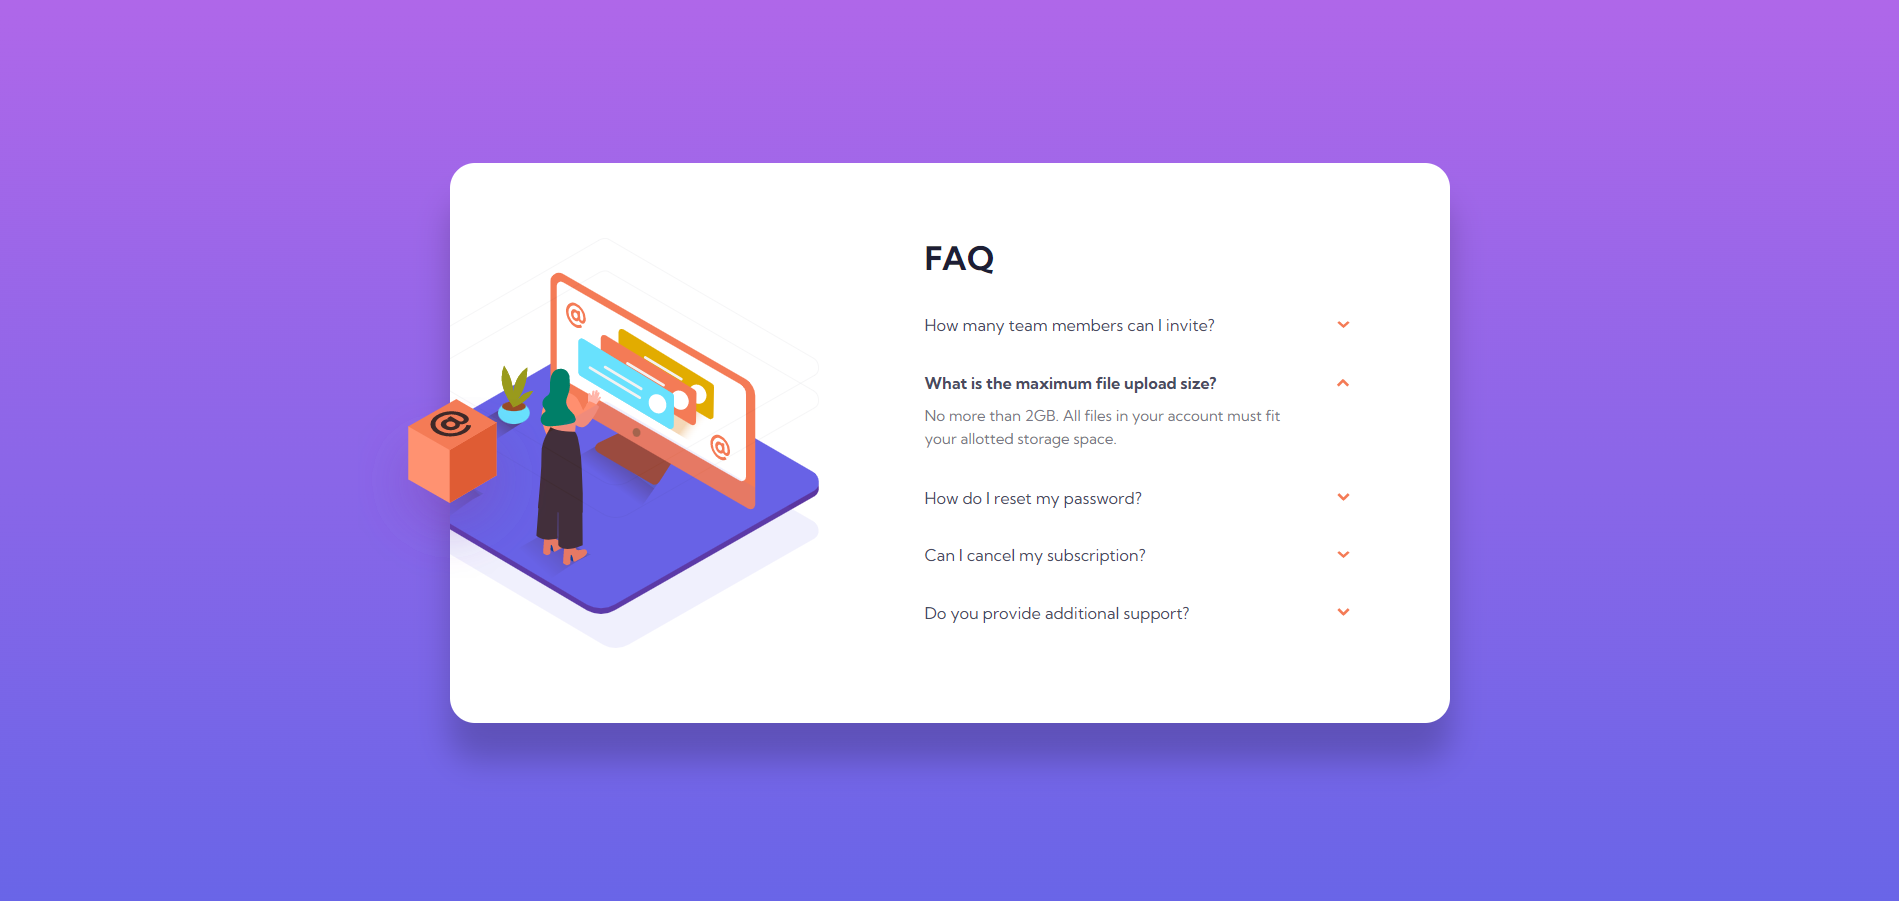 FAQ
How many team members can I invite?
What is the maximum file upload size?
No more than 2GB. All files in your account must fit
your allotted storage space.
How do I reset my password?
Can I cancel my subscription?
Do you provide additional support?
@
@
@